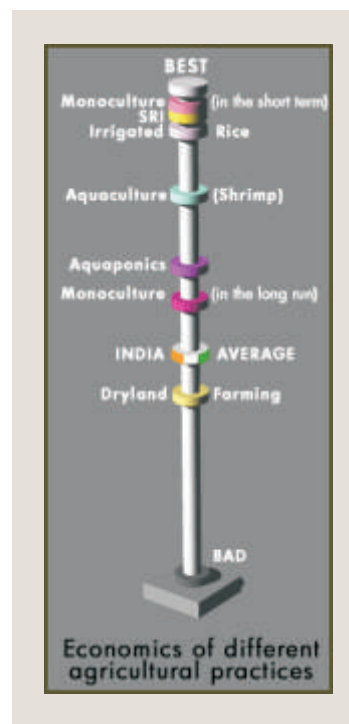 BEST
Monoculture (in the short term)
SRI
Irrigated Rice
Aquaculture (Shrimp)
Aquaponics
Monoculture (in the long run)
INDIA AVERAGE
Dryland Farming
BAD
Economics of different
agricultural practices